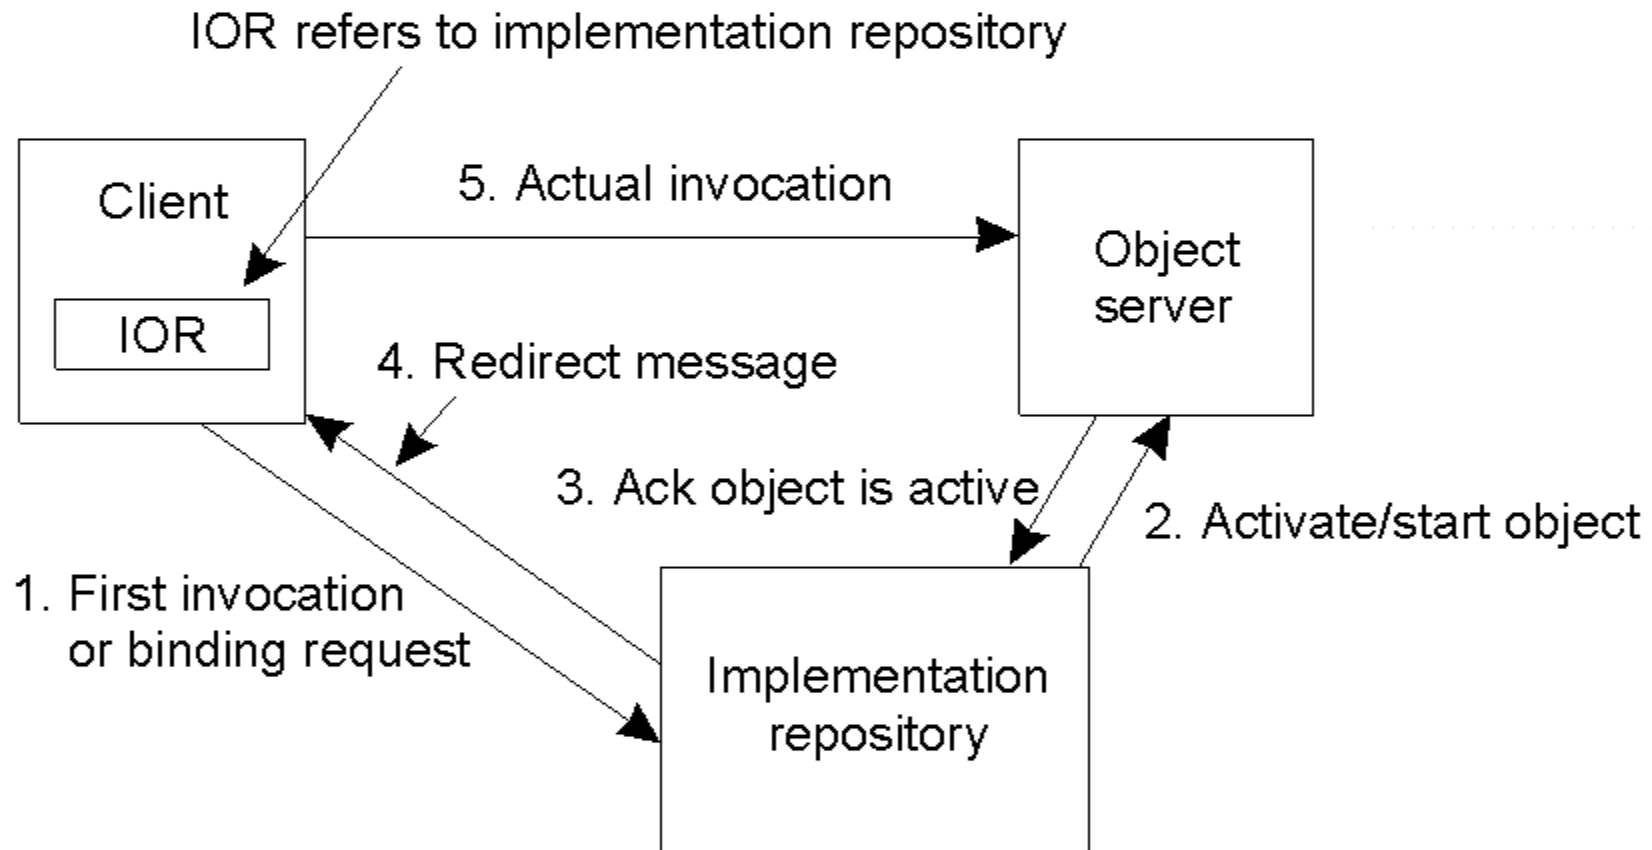 IOR refers to implementation repository
Client
5. Actual invocation
Object
server
IOR
4. Redirect message
3. Ack object is active
2. Activate/start object
1. First invocation
or binding request
Implementation
repository